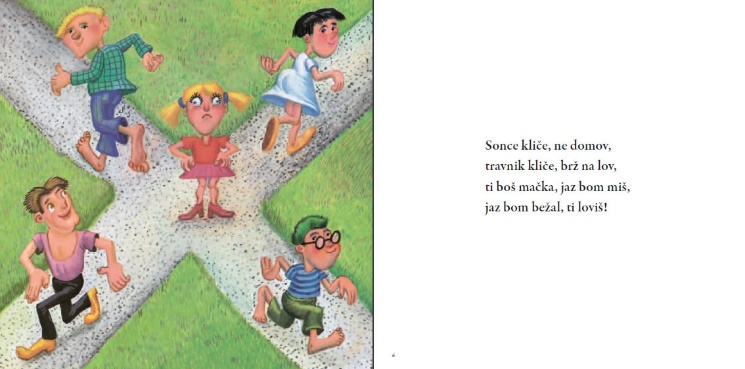 Sonce kliče, ne domov,
travnik kliče, brž na lov,
ti boš mačka, jaz bom miš,
jaz bom bežal, ti loviš!